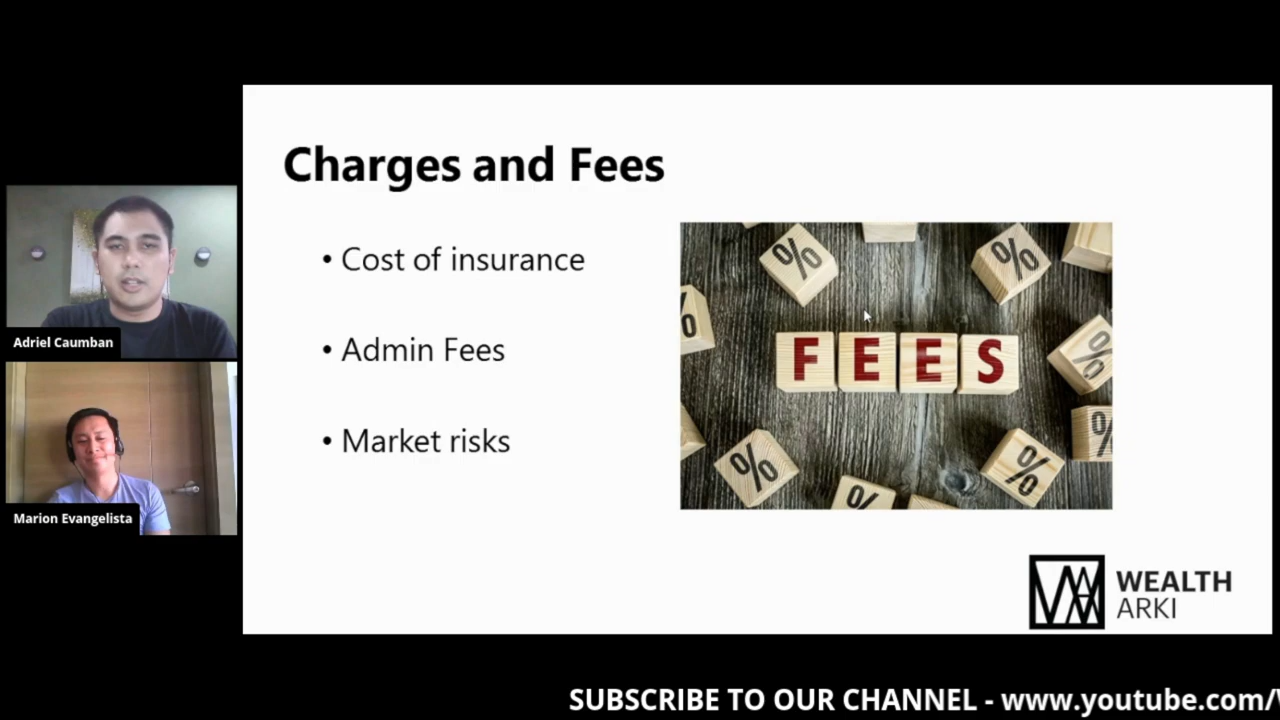 Charges and Fees
• Cost of insurance
• Admin Fees
• Market risks
%
%
%
FEES
%
%
%
%
%
WEALTH
ARKI
Adriel Caumban
Marion Evangelista
SUBSCRIBE TO OUR CHANNEL - www.youtube.com/